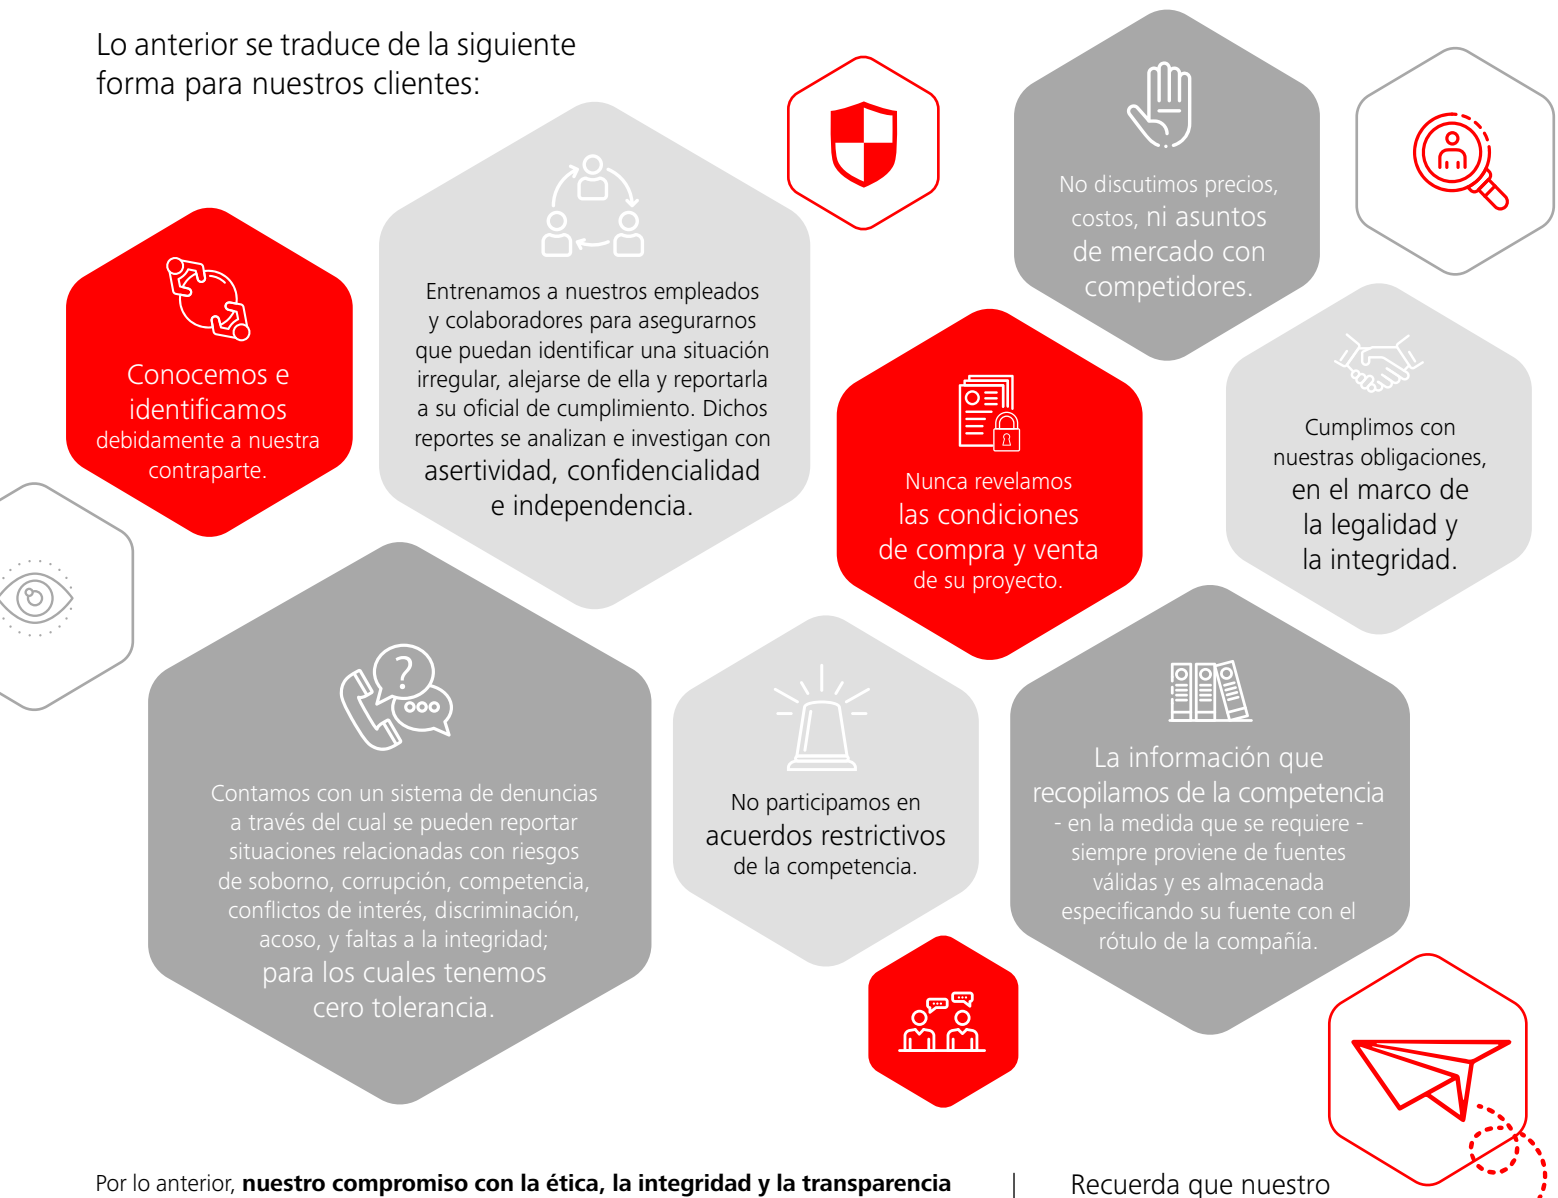 Lo anterior se traduce de la siguiente
forma para nuestros clientes:
Conocemos e
identificamos
debidamente a nuestra
contraparte.
Entrenamos a nuestros empleados
y colaboradores para asegurarnos
que puedan identificar una situación
irregular, alejarse de ella y reportarla
a su oficial de cumplimiento. Dichos
reportes se analizan e investigan con
asertividad, confidencialidad
e independencia.
No discutimos precios,
costos, ni asuntos
de mercado con
competidores.
Nunca revelamos
las condiciones
de compra y venta
de su proyecto.
Cumplimos con
nuestras obligaciones,
en el marco de
la legalidad y
la integridad.
?
Contamos con un sistema de denuncias
a través del cual se pueden reportar
situaciones relacionadas con riesgos
de soborno, corrupción, competencia,
conflictos de interés, discriminación,
acoso, y faltas a la integridad;
para los cuales tenemos
cero tolerancia.
No participamos en
acuerdos restrictivos
de la competencia.
La información que
recopilamos de la competencia
- en la medida que se requiere -
siempre proviene de fuentes
válidas y es almacenada
especificando su fuente con el
rótulo de la compañía.
Por lo anterior, nuestro compromiso con la ética, la integridad y la transparencia
Recuerda que nuestro